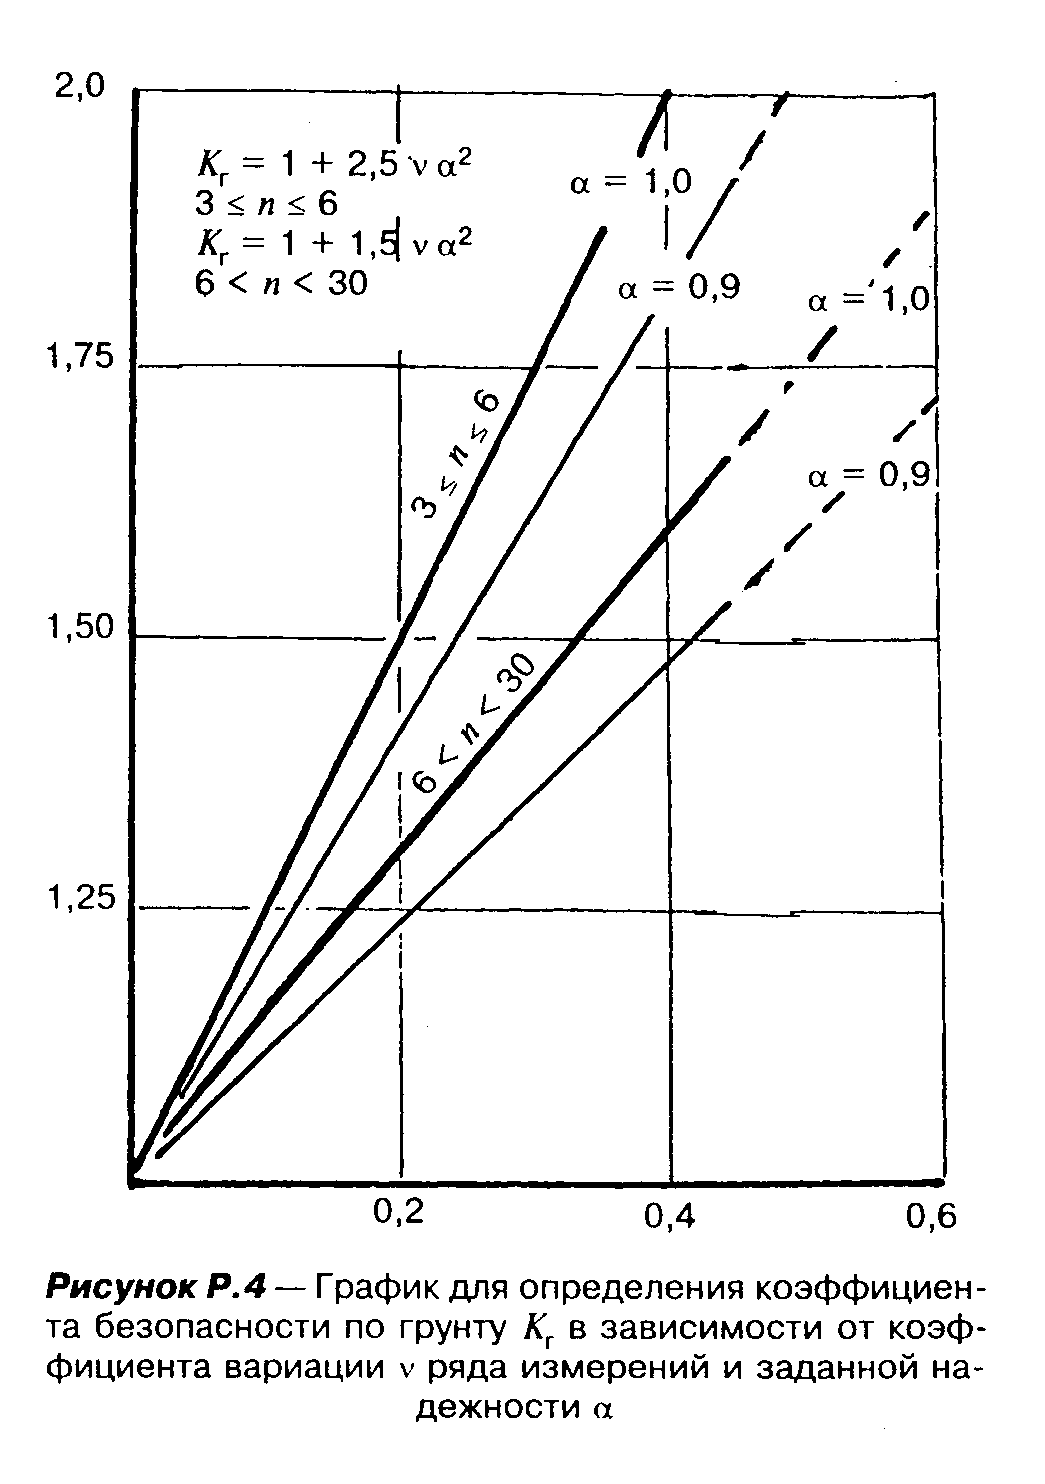 2,0
K_г = 1 + 2,5 ν α²
3 ≤ n ≤ 6
K_г = 1 + 1,5 ν α²
6 < n < 30
α = 1,0
α = 0,9
α = 1,0
1,75
3 ≤ n ≤ 6
α = 0,9
1,50
6 < n < 30
1,25
0,2
0,4
0,6
Рисунок Р.4 — График для определения коэффициен-
та безопасности по грунту K_г в зависимости от коэф-
фициента вариации ν ряда измерений и заданной на-
дежности α